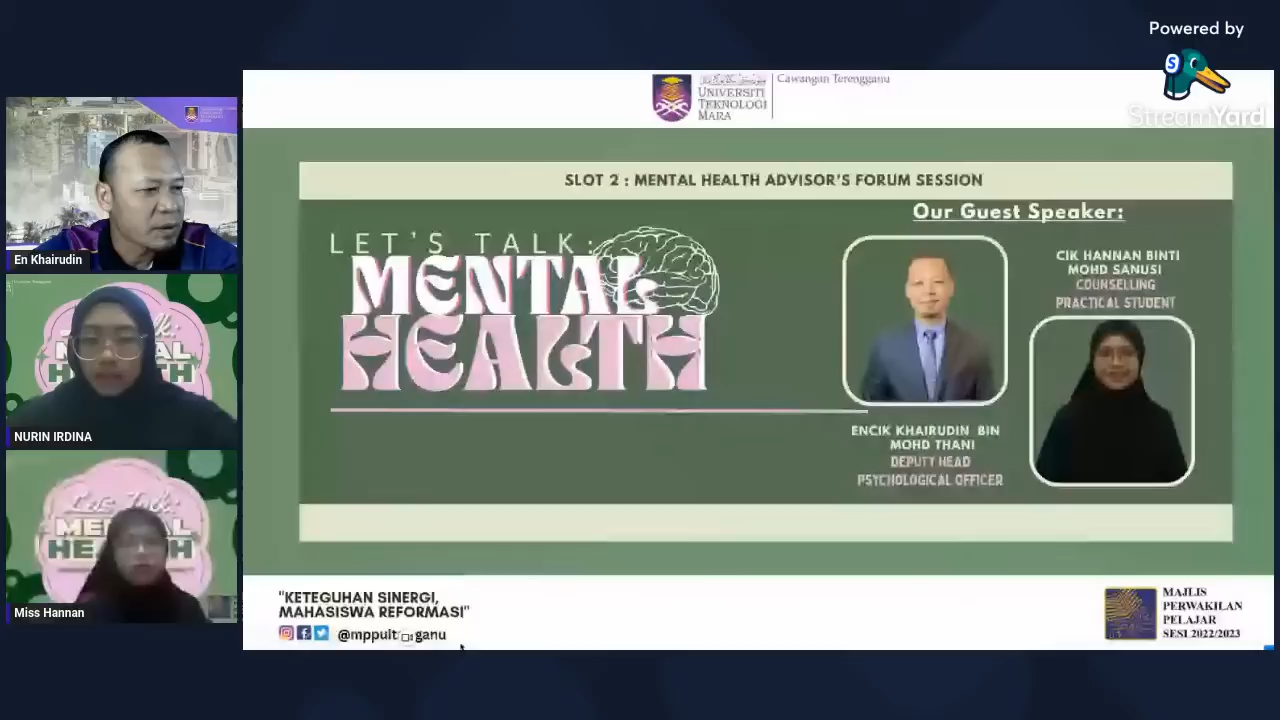 Powered by
StreamYard
UNIVERSITI
TEKNOLOGI
MARA
Cawangan Terengganu
SLOT 2 : MENTAL HEALTH ADVISOR'S FORUM SESSION
LET'S TALK:
MENTAL
HEALTH
Our Guest Speaker:
CIK HANNAN BINTI
MOHD SANUSI
COUNSELLING
PRACTICAL STUDENT
ENCIK KHAIRUDIN BIN
MOHD THANI
DEPUTY HEAD
PSYCHOLOGICAL OFFICER
En Khairudin
NURIN IRDINA
Miss Hannan
"KETEGUHAN SINERGI,
MAHASISWA REFORMASI"
MAJLIS
PERWAKILAN
PELAJAR
SESI 2022/2023